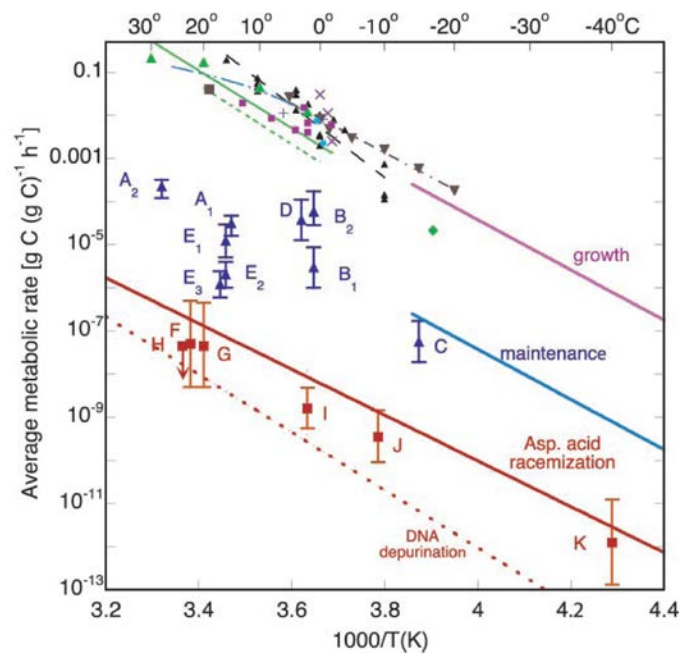 30° 20° 10° 0° -10° -20° -30° -40°C
0.1
0.001
10⁻⁵
10⁻⁷
10⁻⁹
10⁻¹¹
10⁻¹³
Average metabolic rate [g C (g C)⁻¹ h⁻¹]
A₂
A₁
D
B₂
E₁
growth
E₃
E₂
B₁
F
H
G
C
maintenance
I
J
Asp. acid
racemization
DNA
depurination
K
3.2 3.4 3.6 3.8 4 4.2 4.4
1000/T(K)